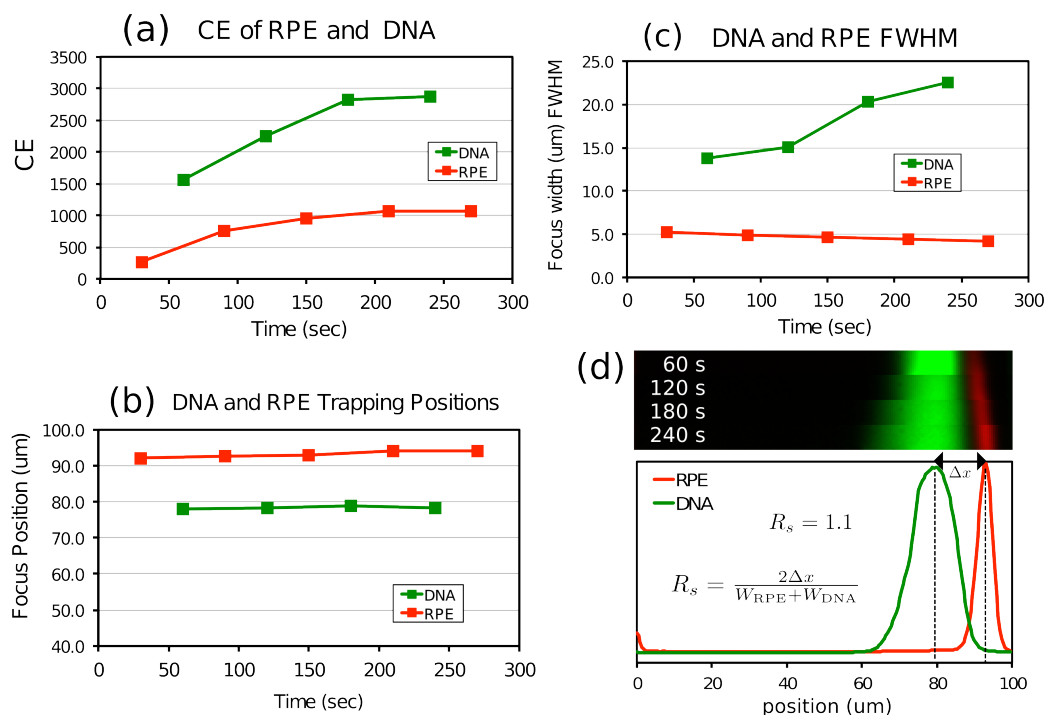 (a) CE of RPE and DNA
CE
3500
3000
2500
2000
1500
1000
500
0
DNA
RPE
0 50 100 150 200 250 300
Time (sec)
(c) DNA and RPE FWHM
Focus width (um) FWHM
25.0
20.0
15.0
10.0
5.0
0.0
DNA
RPE
0 50 100 150 200 250 300
Time (sec)
(b) DNA and RPE Trapping Positions
Focus Position (um)
100.0
90.0
80.0
70.0
60.0
50.0
40.0
DNA
RPE
0 50 100 150 200 250 300
Time (sec)
(d)
60 s
120 s
180 s
240 s
RPE
DNA
Δx
R_s = 1.1
R_s = 2Δx / (W_RPE + W_DNA)
0 20 40 60 80 100
position (um)